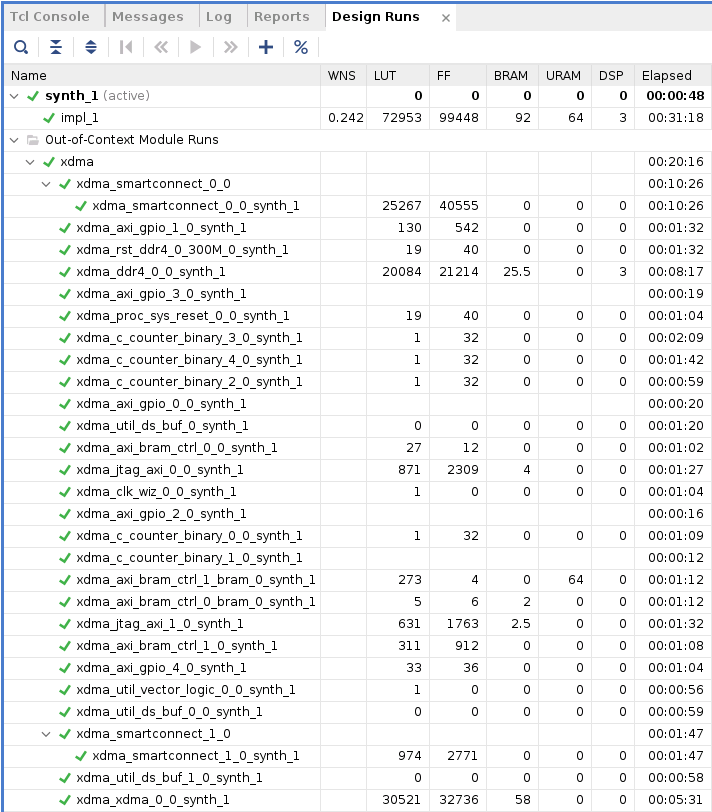 Tcl Console Messages Log Reports Design Runs ×
Name WNS LUT FF BRAM URAM DSP Elapsed
synth_1 (active) 0 0 0 0 0 00:00:48
impl_1 0.242 72953 99448 92 64 3 00:31:18
Out-of-Context Module Runs
xdma 00:20:16
xdma_smartconnect_0_0 00:10:26
xdma_smartconnect_0_0_synth_1 25267 40555 0 0 0 00:10:26
xdma_axi_gpio_1_0_synth_1 130 542 0 0 0 00:01:32
xdma_rst_ddr4_0_300M_0_synth_1 19 40 0 0 0 00:01:32
xdma_ddr4_0_0_synth_1 20084 21214 25.5 0 3 00:08:17
xdma_axi_gpio_3_0_synth_1 00:00:19
xdma_proc_sys_reset_0_0_synth_1 19 40 0 0 0 00:01:04
xdma_c_counter_binary_3_0_synth_1 1 32 0 0 0 00:02:09
xdma_c_counter_binary_4_0_synth_1 1 32 0 0 0 00:01:42
xdma_c_counter_binary_2_0_synth_1 1 32 0 0 0 00:00:59
xdma_axi_gpio_0_0_synth_1 00:00:20
xdma_util_ds_buf_0_synth_1 0 0 0 0 0 00:01:20
xdma_axi_bram_ctrl_0_0_synth_1 27 12 0 0 0 00:01:02
xdma_jtag_axi_0_0_synth_1 871 2309 4 0 0 00:01:27
xdma_clk_wiz_0_0_synth_1 1 0 0 0 0 00:01:04
xdma_axi_gpio_2_0_synth_1 00:00:16
xdma_c_counter_binary_0_0_synth_1 1 32 0 0 0 00:01:09
xdma_c_counter_binary_1_0_synth_1 00:00:12
xdma_axi_bram_ctrl_1_bram_0_synth_1 273 4 0 64 0 00:01:12
xdma_axi_bram_ctrl_0_bram_0_synth_1 5 6 2 0 0 00:01:12
xdma_jtag_axi_1_0_synth_1 631 1763 2.5 0 0 00:01:32
xdma_axi_bram_ctrl_1_0_synth_1 311 912 0 0 0 00:01:08
xdma_axi_gpio_4_0_synth_1 33 36 0 0 0 00:01:04
xdma_util_vector_logic_0_0_synth_1 1 0 0 0 0 00:00:56
xdma_util_ds_buf_0_0_synth_1 0 0 0 0 0 00:00:59
xdma_smartconnect_1_0 00:01:47
xdma_smartconnect_1_0_synth_1 974 2771 0 0 0 00:01:47
xdma_util_ds_buf_1_0_synth_1 0 0 0 0 0 00:00:58
xdma_xdma_0_0_synth_1 30521 32736 58 0 0 00:05:31